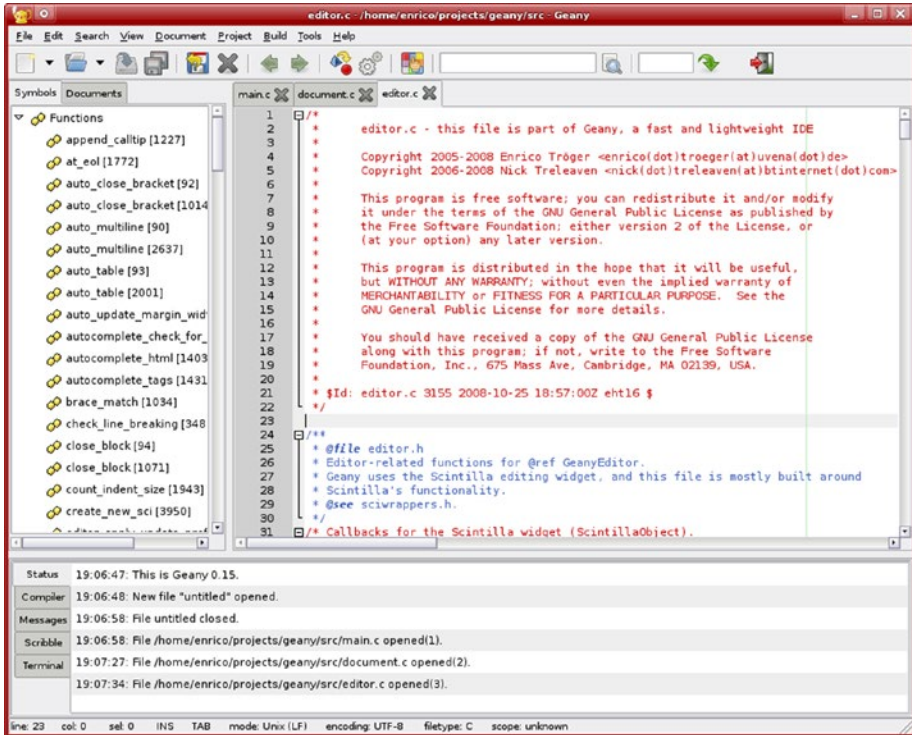 editor.c - /home/enrico/projects/geany/src - Geany
File Edit Search View Document Project Build Tools Help
Symbols Documents
main.c document.c editor.c
Functions
append_calltip [1227]
at_eol [1772]
auto_close_bracket [92]
auto_close_bracket [1014
auto_multiline [90]
auto_multiline [2637]
auto_table [93]
auto_table [2001]
auto_update_margin_wid
autocomplete_check_for_
autocomplete_html [1403
autocomplete_tags [1431
brace_match [1034]
check_line_breaking [348
close_block [94]
close_block [1071]
count_indent_size [1943]
create_new_sci [3950]
1 /*
2 * editor.c - this file is part of Geany, a fast and lightweight IDE
3 *
4 * Copyright 2005-2008 Enrico Tröger <enrico(dot)troeger(at)uvena(dot)de>
5 * Copyright 2006-2008 Nick Treleaven <nick(dot)treleaven(at)btinternet(dot)com>
6 *
7 * This program is free software; you can redistribute it and/or modify
8 * it under the terms of the GNU General Public License as published by
9 * the Free Software Foundation; either version 2 of the License, or
10 * (at your option) any later version.
11 *
12 * This program is distributed in the hope that it will be useful,
13 * but WITHOUT ANY WARRANTY; without even the implied warranty of
14 * MERCHANTABILITY or FITNESS FOR A PARTICULAR PURPOSE. See the
15 * GNU General Public License for more details.
16 *
17 * You should have received a copy of the GNU General Public License
18 * along with this program; if not, write to the Free Software
19 * Foundation, Inc., 675 Mass Ave, Cambridge, MA 02139, USA.
20 *
21 * $Id: editor.c 3155 2008-10-25 18:57:00Z eht16 $
22 */
23
24 /**
25 * @file editor.h
26 * Editor-related functions for @ref GeanyEditor.
27 * Geany uses the Scintilla editing widget, and this file is mostly built around
28 * Scintilla's functionality.
29 * @see sciwrappers.h.
30 */
31 /* Callbacks for the Scintilla widget (ScintillaObject).
Status
Compiler
Messages
Scribble
Terminal
19:06:47: This is Geany 0.15.
19:06:48: New file "untitled" opened.
19:06:58: File untitled closed.
19:06:58: File /home/enrico/projects/geany/src/main.c opened(1).
19:07:27: File /home/enrico/projects/geany/src/document.c opened(2).
19:07:34: File /home/enrico/projects/geany/src/editor.c opened(3).
line: 23 col: 0 sel: 0 INS TAB mode: Unix (LF) encoding: UTF-8 filetype: C scope: unknown